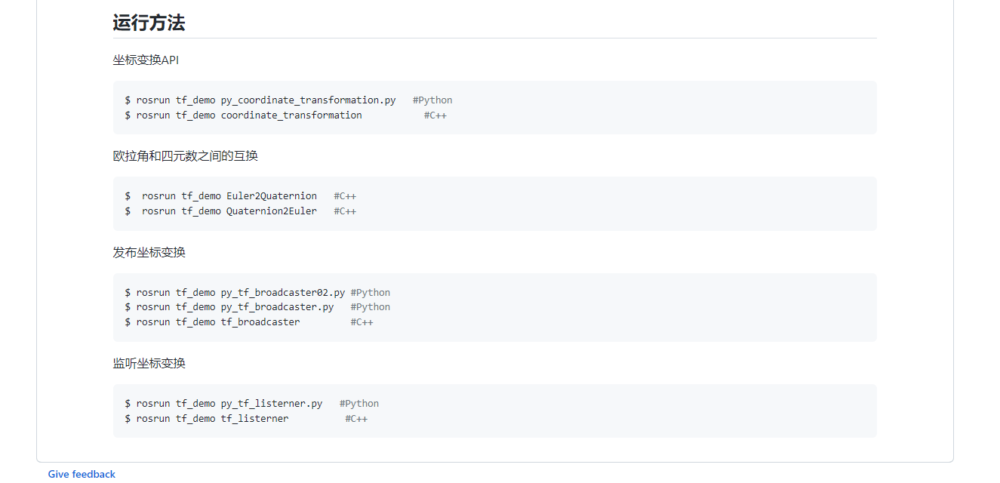 运行方法
坐标变换API
$ rosrun tf_demo py_coordinate_transformation.py   #Python
$ rosrun tf_demo coordinate_transformation           #C++
欧拉角和四元数之间的互换
$  rosrun tf_demo Euler2Quaternion   #C++
$  rosrun tf_demo Quaternion2Euler   #C++
发布坐标变换
$ rosrun tf_demo py_tf_broadcaster02.py #Python
$ rosrun tf_demo py_tf_broadcaster.py   #Python
$ rosrun tf_demo tf_broadcaster         #C++
监听坐标变换
$ rosrun tf_demo py_tf_listerner.py   #Python
$ rosrun tf_demo tf_listerner          #C++
Give feedback